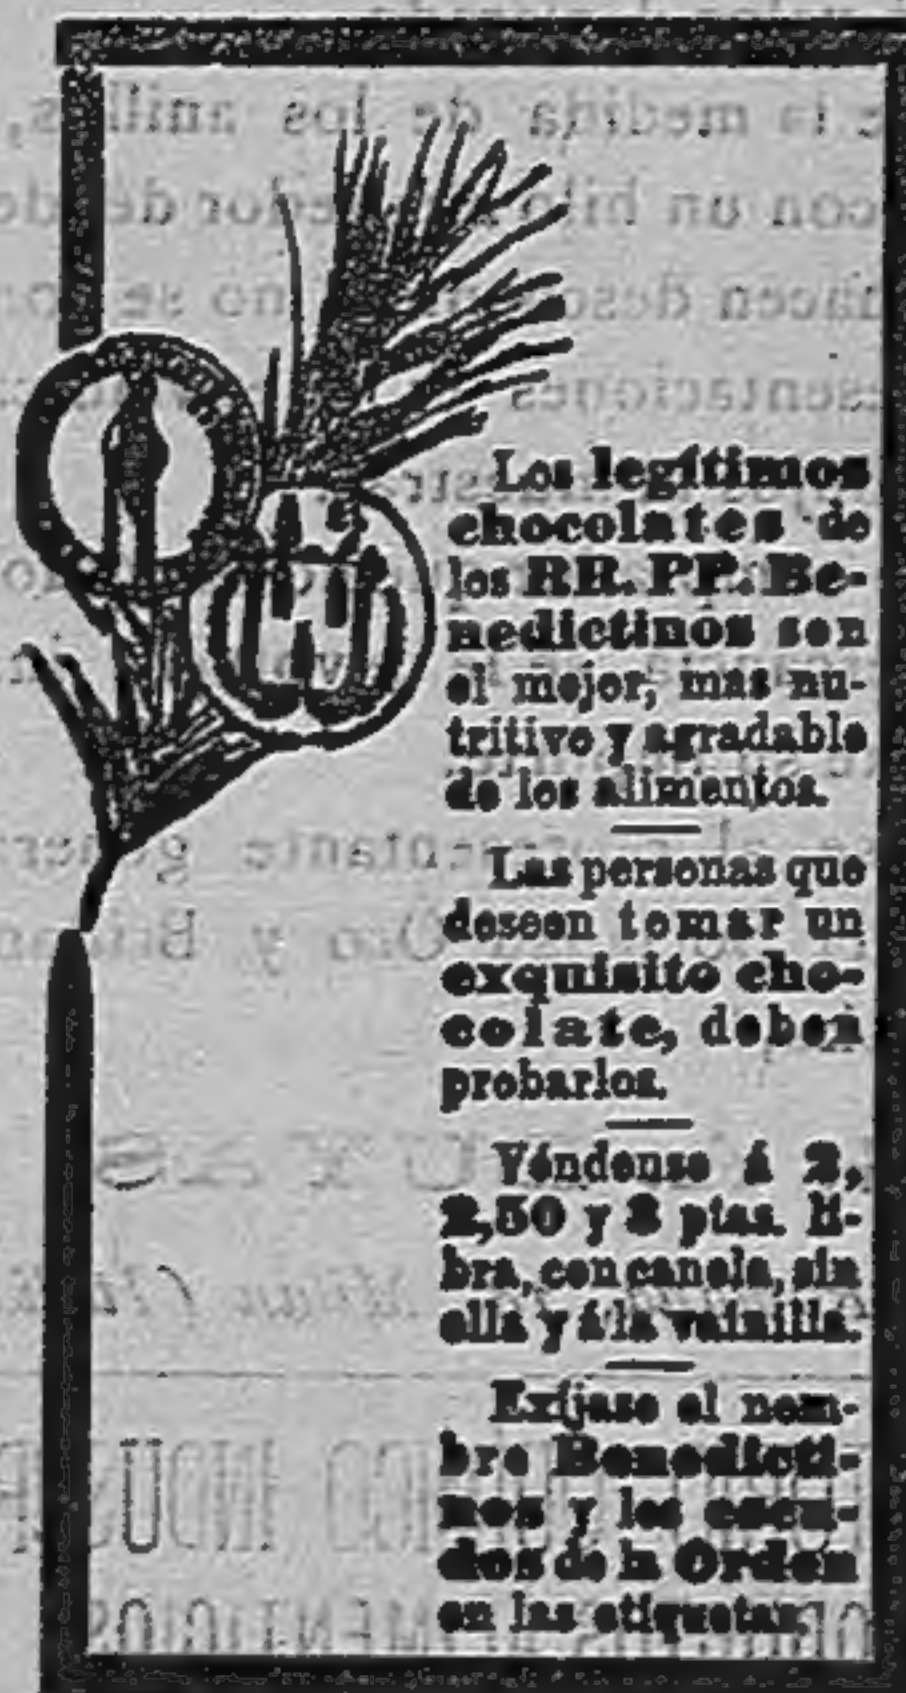 Los legítimos
chocolates de
los RR. PP. Be-
nedictinos son
el mejor, mas nu-
tritivo y agradable
de los alimentos.
Las personas que
deseen tomar un
exquisito cho-
colate, deben
probarlos.
Véndense á 2,
2,50 y 3 ptas. li-
bra, con canela, sin
ella y á la vainilla.
Exíjase el nom-
bre Benedicti-
nos y los escu-
dos de la Orden
en las etiquetas.